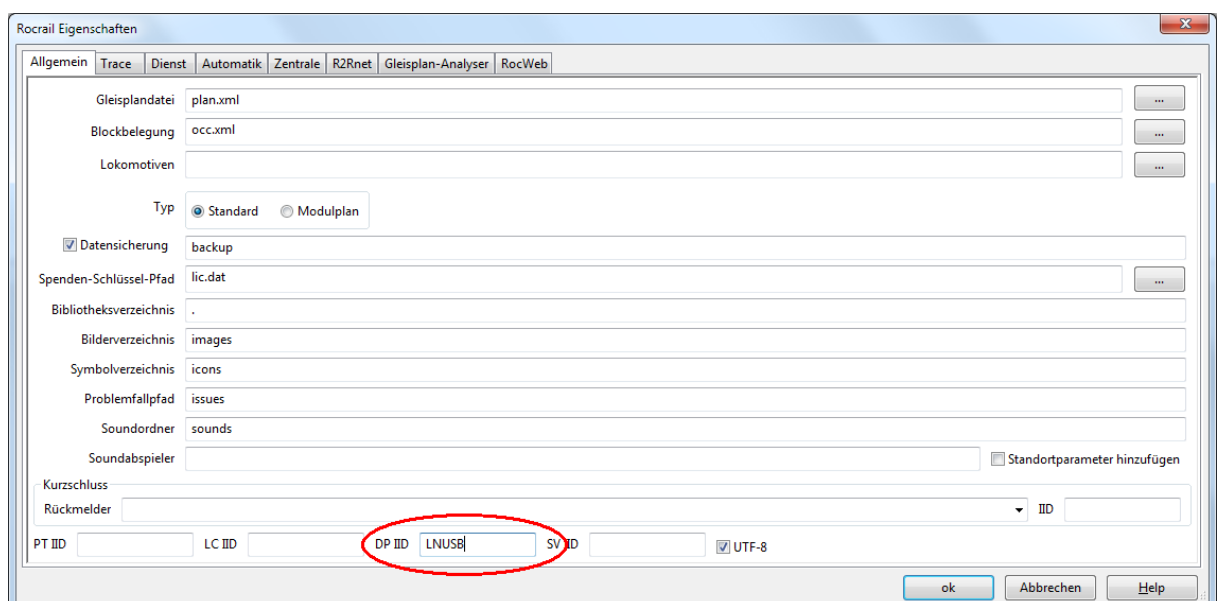 Rocrail Eigenschaften
Allgemein Trace Dienst Automatik Zentrale R2Rnet Gleisplan-Analyser RocWeb
Gleisplandatei plan.xml ...
Blockbelegung occ.xml ...
Lokomotiven ...
Typ Standard Modulplan
Datensicherung backup
Spenden-Schlüssel-Pfad lic.dat ...
Bibliotheksverzeichnis .
Bilderverzeichnis images
Symbolverzeichnis icons
Problemfallpfad issues
Soundordner sounds
Soundabspieler Standortparameter hinzufügen
Kurzschluss
Rückmelder IID
PT IID LC IID DP IID LNUSB SV IID UTF-8
ok Abbrechen Help